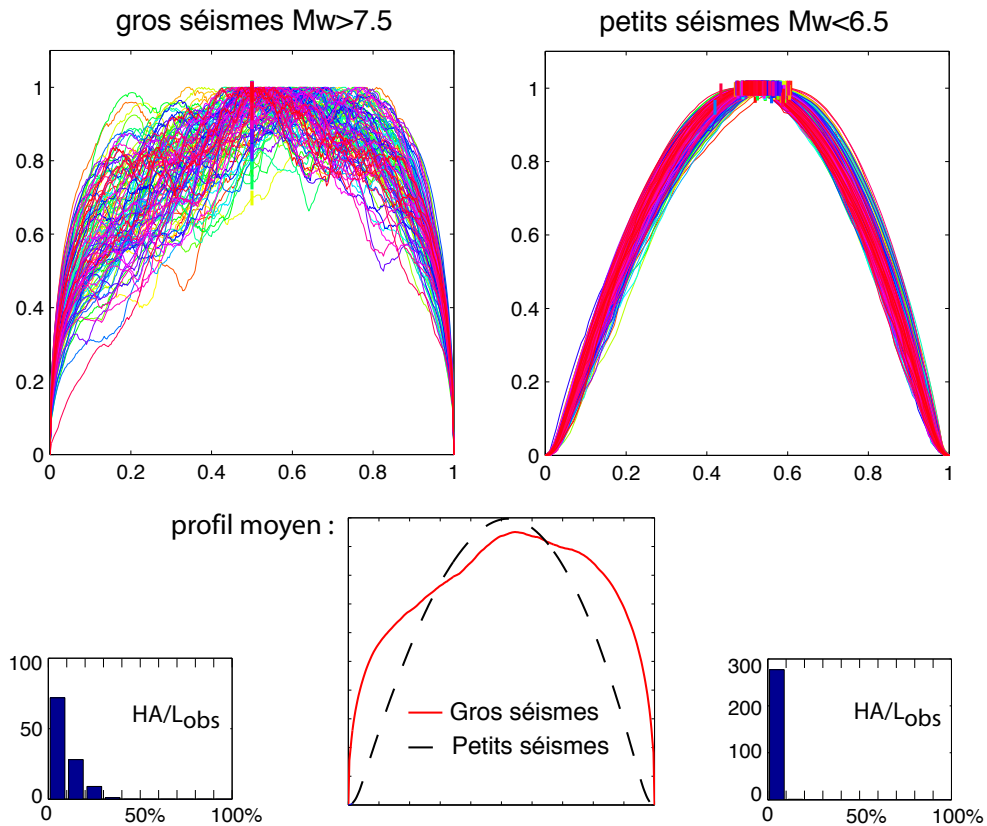 gros séismes Mw>7.5
petits séismes Mw<6.5
1
0.8
0.6
0.4
0.2
0
0 0.2 0.4 0.6 0.8 1
1
0.8
0.6
0.4
0.2
0
0 0.2 0.4 0.6 0.8 1
profil moyen :
Gros séismes
Petits séismes
100
50
0
HA/Lobs
0 50% 100%
300
200
100
0
HA/Lobs
0 50% 100%